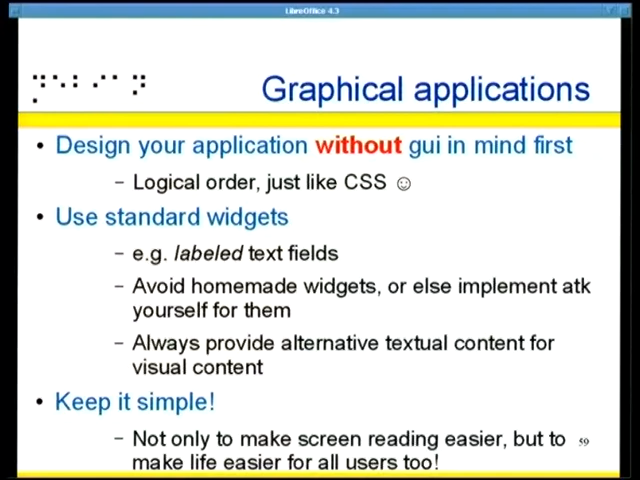 LibreOffice 4.3
Graphical applications
• Design your application without gui in mind first
– Logical order, just like CSS ☺
• Use standard widgets
– e.g. labeled text fields
– Avoid homemade widgets, or else implement atk
yourself for them
– Always provide alternative textual content for
visual content
• Keep it simple!
– Not only to make screen reading easier, but to
make life easier for all users too!
59